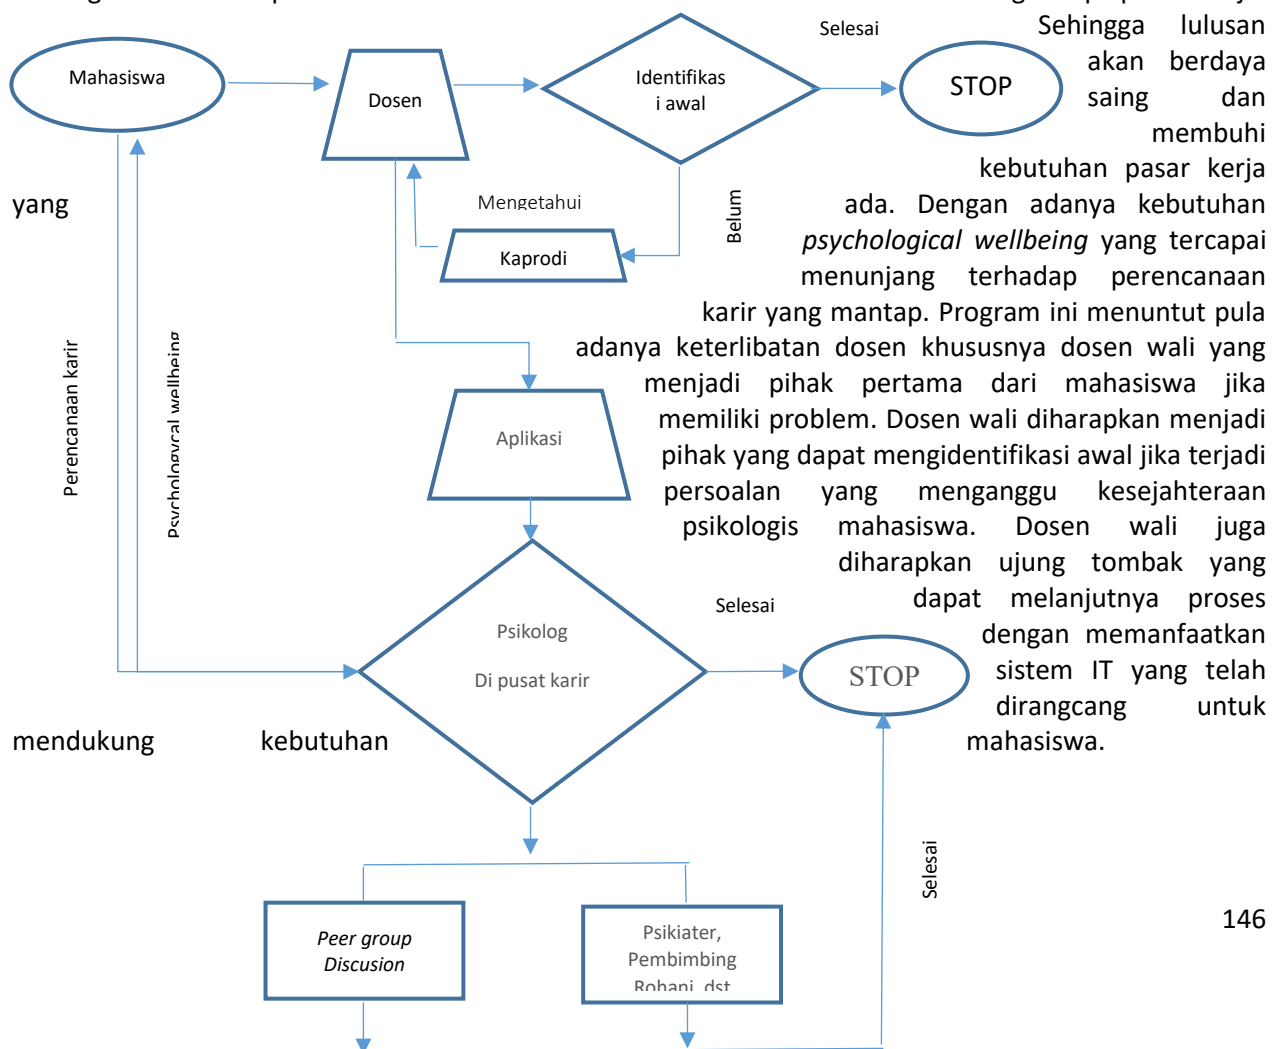 Selesai
Sehingga lulusan
Mahasiswa
Dosen
Identifikas
i awal
STOP
akan berdaya
saing dan
membuhi
kebutuhan pasar kerja
yang
Mengetahui
Belum
ada. Dengan adanya kebutuhan
Kaprodi
psychological wellbeing yang tercapai
menunjang terhadap perencanaan
karir yang mantap. Program ini menuntut pula
Perencanaan karir
Psychologycal wellbeing
adanya keterlibatan dosen khususnya dosen wali yang
menjadi pihak pertama dari mahasiswa jika
memiliki problem. Dosen wali diharapkan menjadi
Aplikasi
pihak yang dapat mengidentifikasi awal jika terjadi
persoalan yang menganggu kesejahteraan
psikologis mahasiswa. Dosen wali juga
diharapkan ujung tombak yang
Selesai
dapat melanjutnya proses
Psikolog
Di pusat karir
dengan memanfaatkan
STOP
sistem IT yang telah
dirangcang untuk
mendukung kebutuhan
mahasiswa.
Selesai
Peer group
Discusion
Psikiater,
Pembimbing
Rohani, dst
146